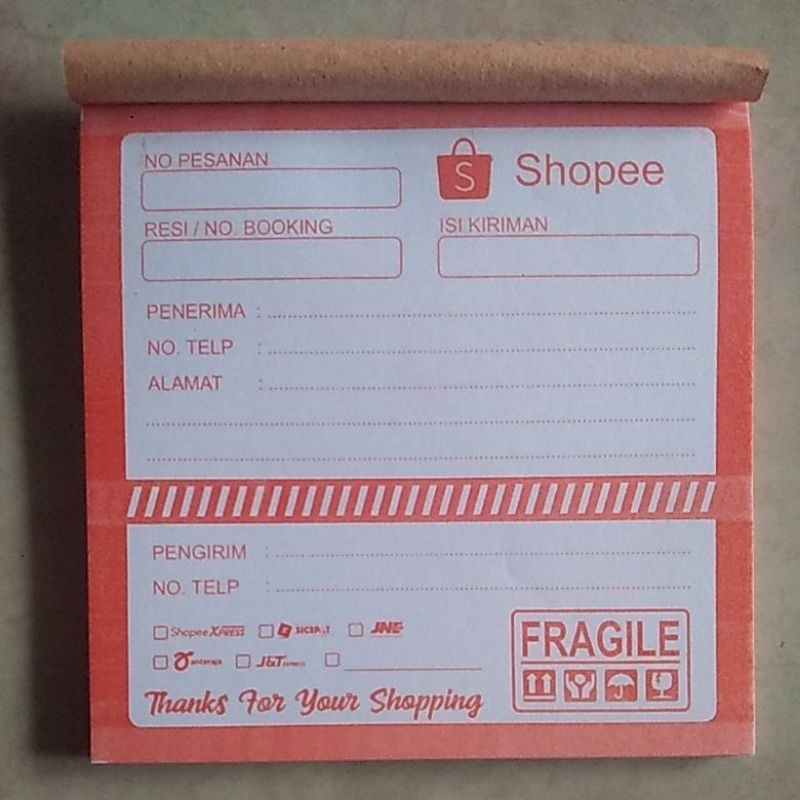 NO PESANAN
S Shopee
RESI / NO. BOOKING
ISI KIRIMAN
PENERIMA :
NO. TELP :
ALAMAT :
PENGIRIM :
NO. TELP :
Shopee XPRESS SICEPAT JNE
anteraja J&T EXPRESS
FRAGILE
Thanks For Your Shopping